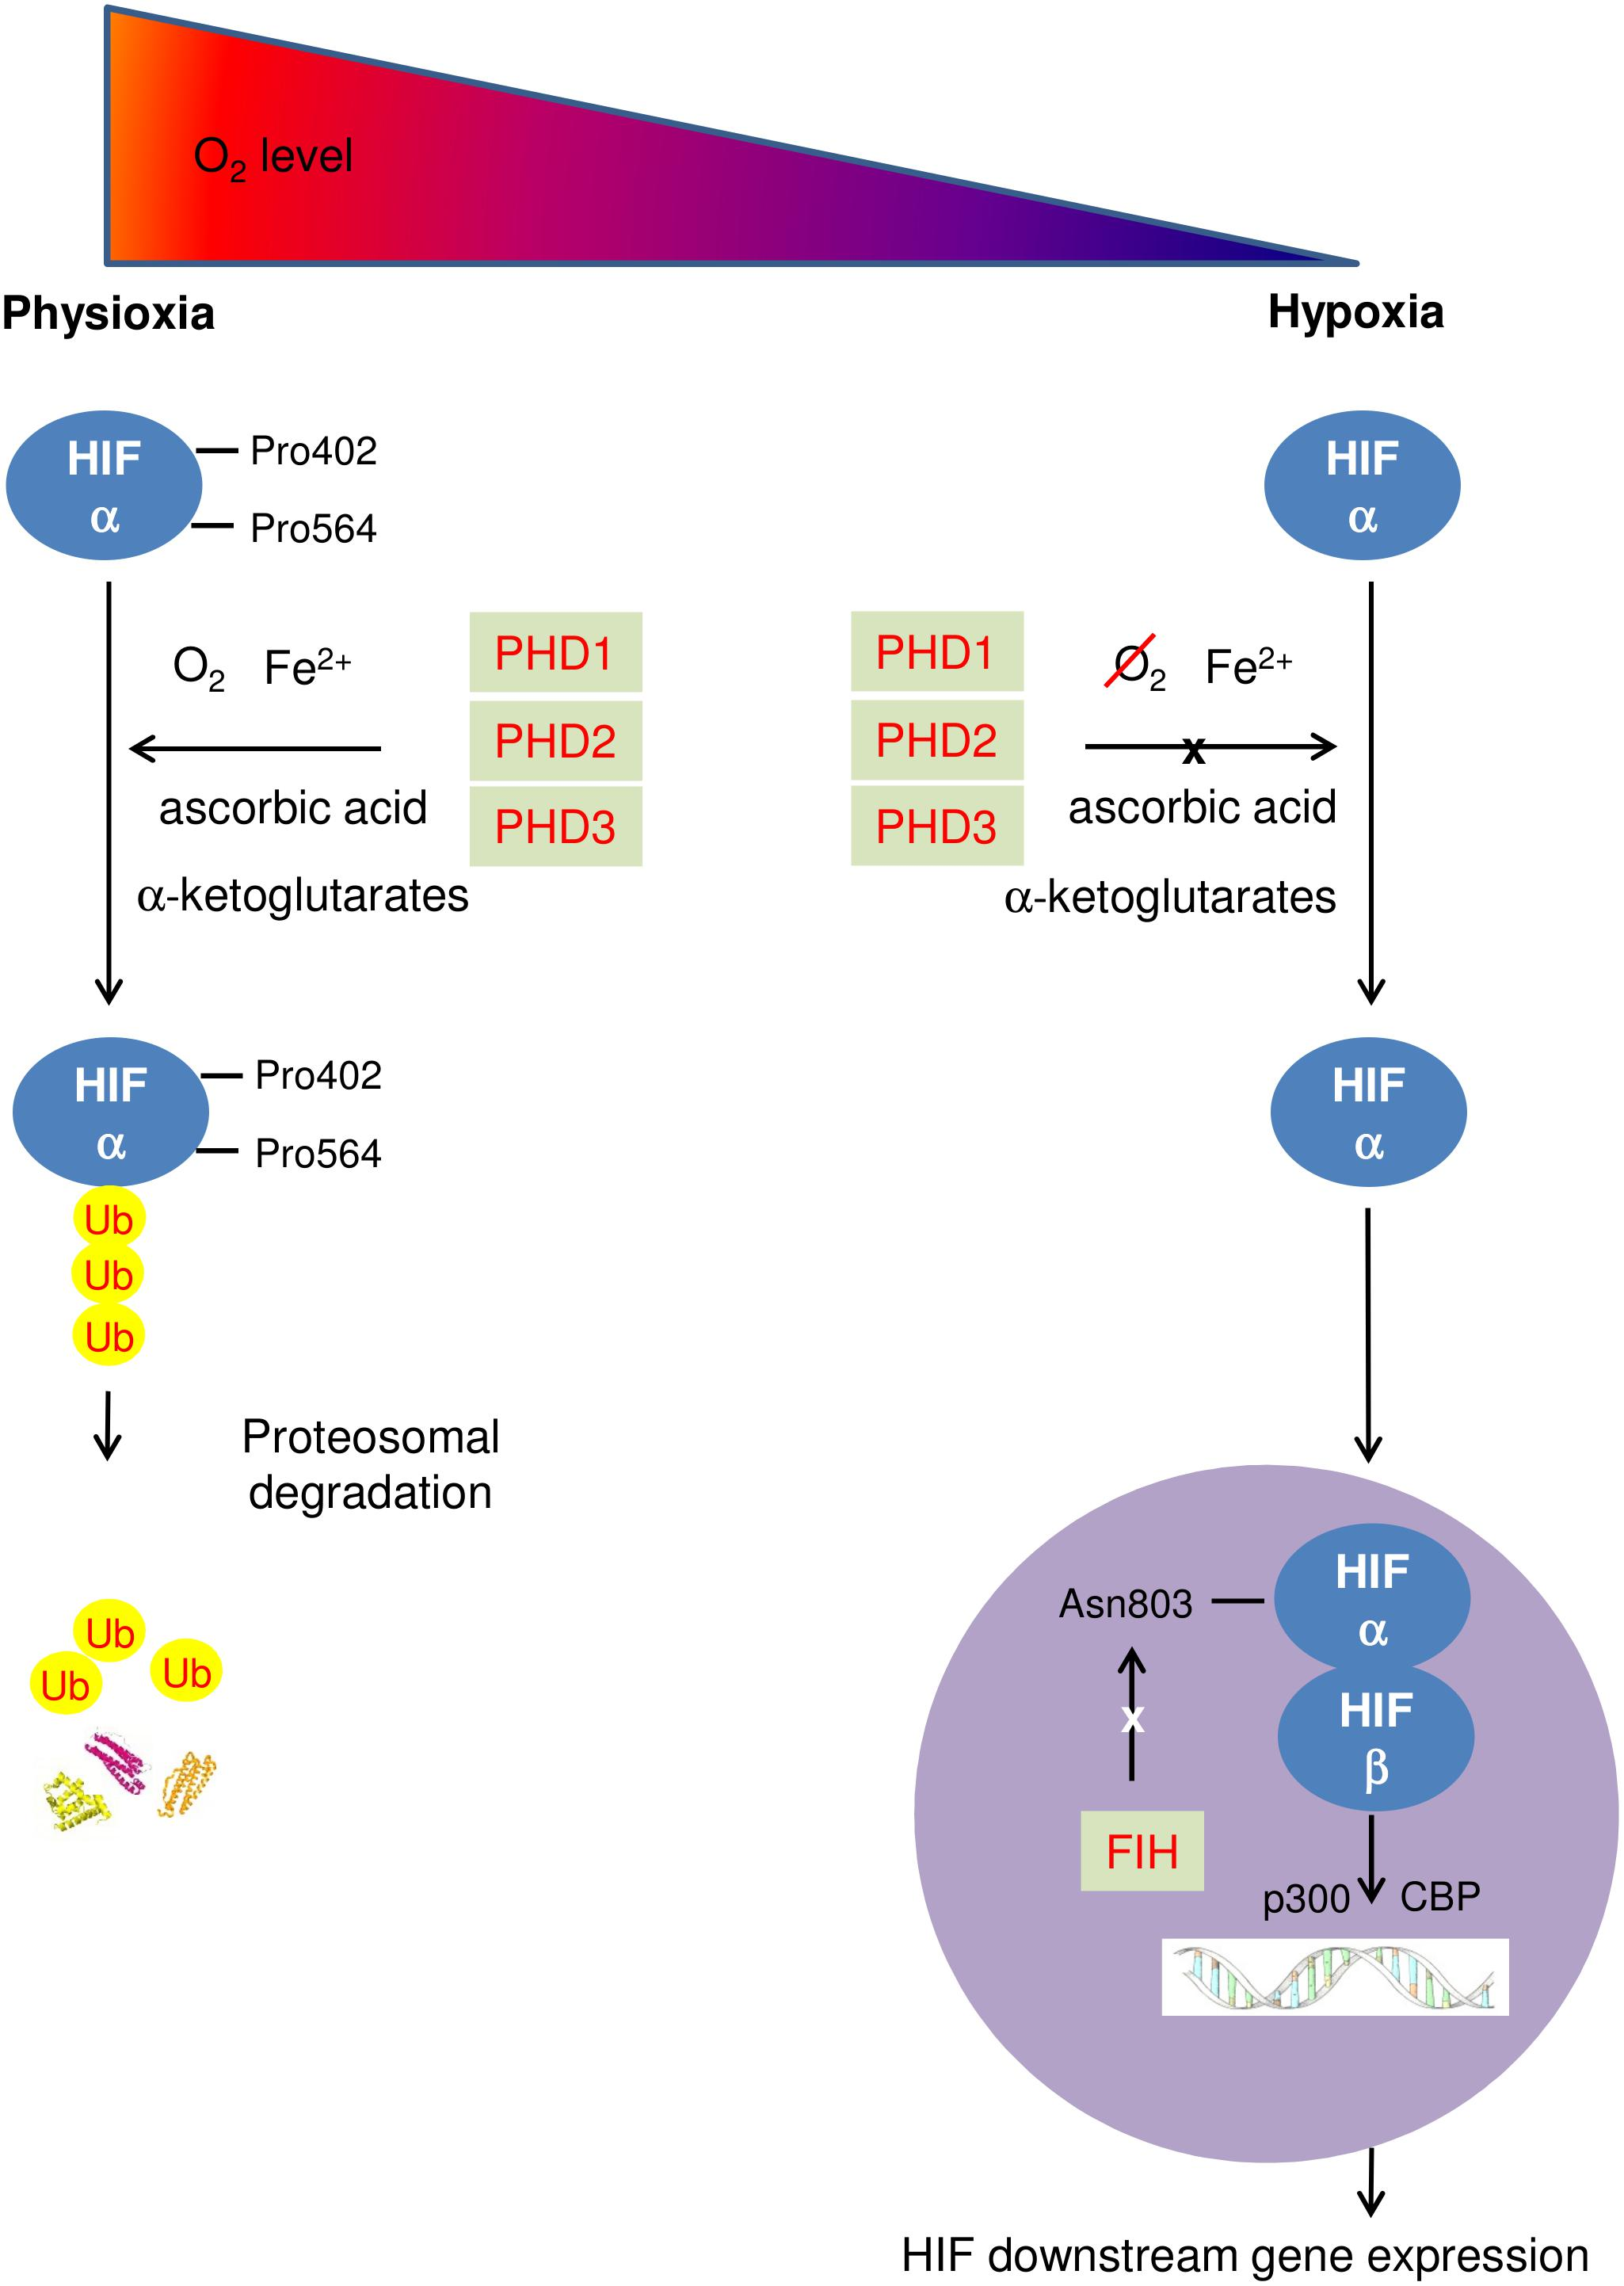 O2 level
Physioxia
Hypoxia
HIF
α
Pro402
Pro564
HIF
α
O2 Fe2+
ascorbic acid
α-ketoglutarates
PHD1
PHD2
PHD3
PHD1
PHD2
PHD3
O2 Fe2+
x
ascorbic acid
α-ketoglutarates
HIF
α
Pro402
Pro564
Ub
Ub
Ub
Proteosomal
degradation
Ub
Ub
Ub
HIF
α
Asn803
HIF
α
x
HIF
β
FIH
p300 CBP
HIF downstream gene expression